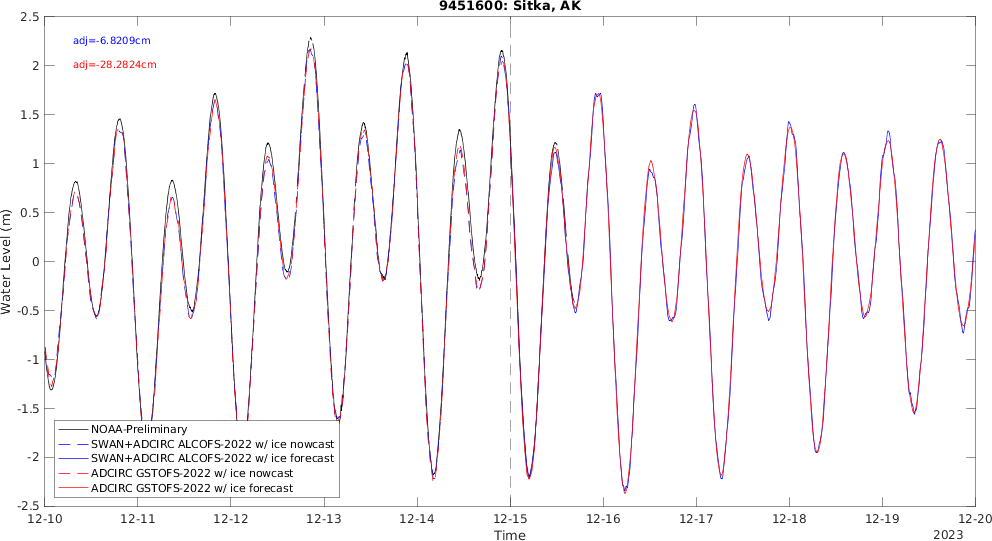 9451600: Sitka, AK
adj=-6.8209cm
adj=-28.2824cm
2.5
2
1.5
1
0.5
0
-0.5
-1
-1.5
-2
-2.5
Water Level (m)
NOAA-Preliminary
SWAN+ADCIRC ALCOFS-2022 w/ ice nowcast
SWAN+ADCIRC ALCOFS-2022 w/ ice forecast
ADCIRC GSTOFS-2022 w/ ice nowcast
ADCIRC GSTOFS-2022 w/ ice forecast
12-10 12-11 12-12 12-13 12-14 12-15 12-16 12-17 12-18 12-19 12-20
Time
2023